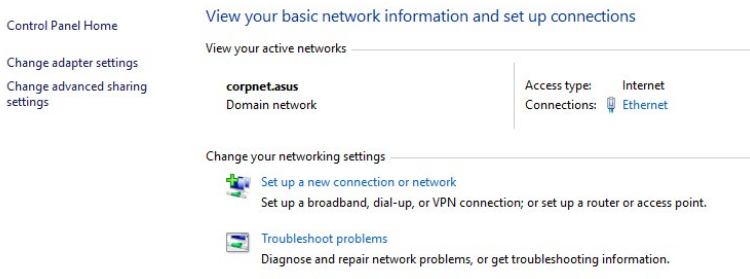 Control Panel Home
Change adapter settings
Change advanced sharing
settings
View your basic network information and set up connections
View your active networks
corpnet.asus
Domain network
Access type: Internet
Connections: Ethernet
Change your networking settings
Set up a new connection or network
Set up a broadband, dial-up, or VPN connection; or set up a router or access point.
Troubleshoot problems
Diagnose and repair network problems, or get troubleshooting information.